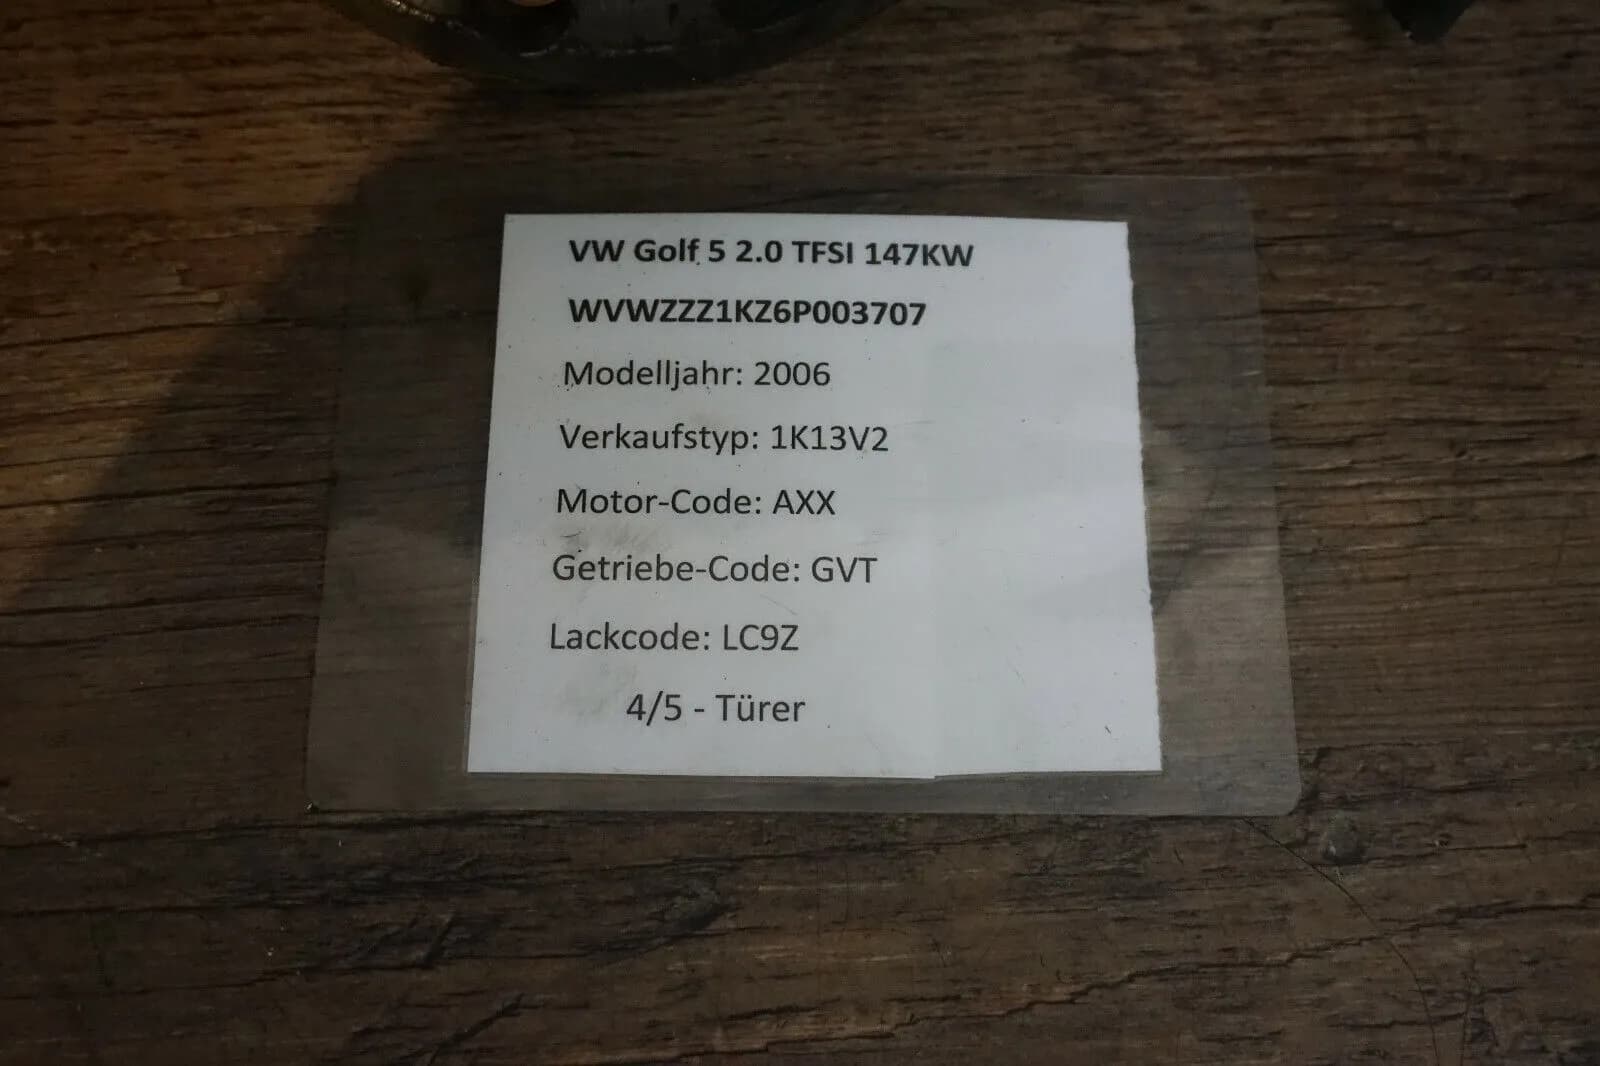 VW Golf 5 2.0 TFSI 147KW
WVWZZZ1KZ6P003707
Modelljahr: 2006
Verkaufstyp: 1K13V2
Motor-Code: AXX
Getriebe-Code: GVT
Lackcode: LC9Z
4/5 - Türer